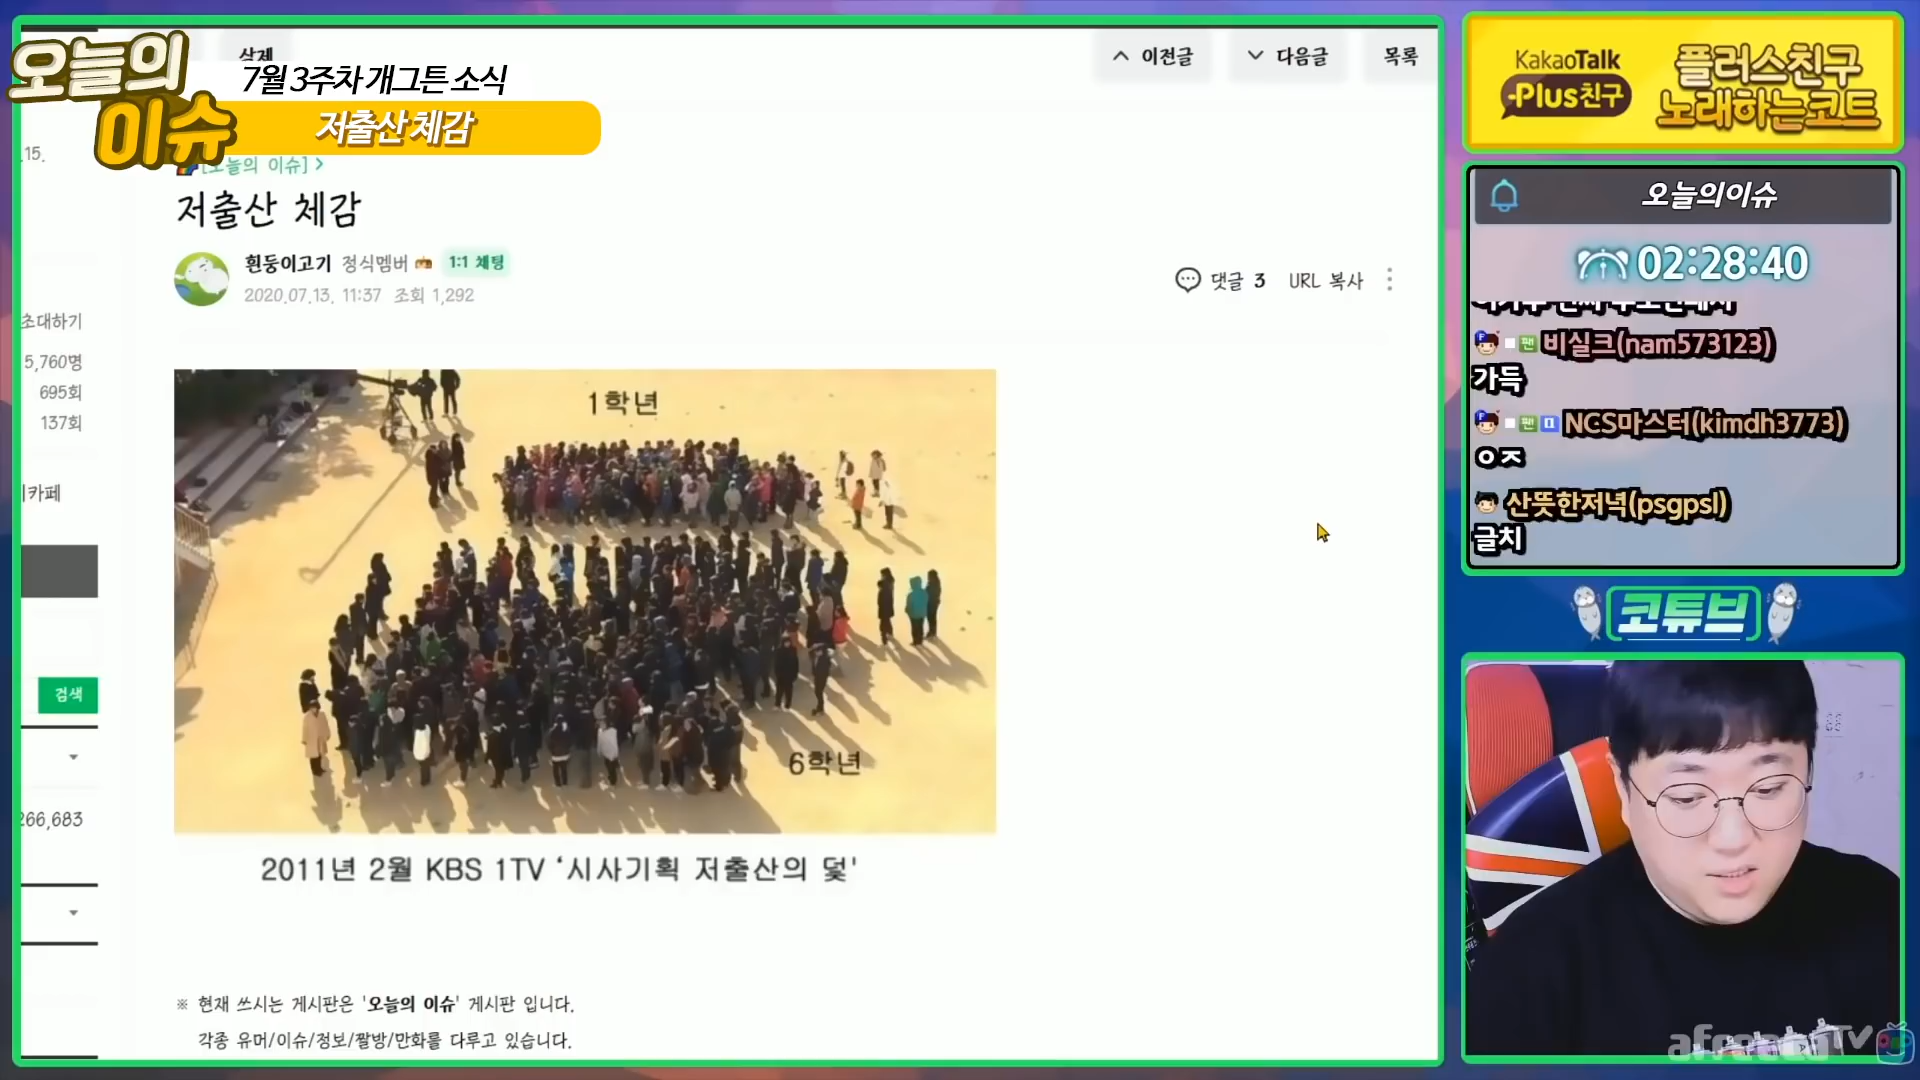 오늘의
이슈
7월 3주차 개그튼 소식
저출산 체감
삭제
이전글
다음글
목록
15.
[오늘의 이슈] >
저출산 체감
흰둥이고기 정식멤버 1:1 채팅
2020.07.13. 11:37 조회 1,292
댓글 3 URL 복사
초대하기
5,760명
695회
137회
카페
검색
266,683
1학년
6학년
2011년 2월 KBS 1TV ‘시사기획 저출산의 덫'
※ 현재 쓰시는 게시판은 '오늘의 이슈' 게시판 입니다.
각종 유머/이슈/정보/짤방/만화를 다루고 있습니다.
KakaoTalk
Plus친구
플러스친구
노래하는코트
오늘의이슈
02:28:40
팬 비실크(nam573123)
가득
팬 NCS마스터(kimdh3773)
ㅇㅈ
산뜻한저녁(psgpsl)
글치
코튜브
afreecaTV